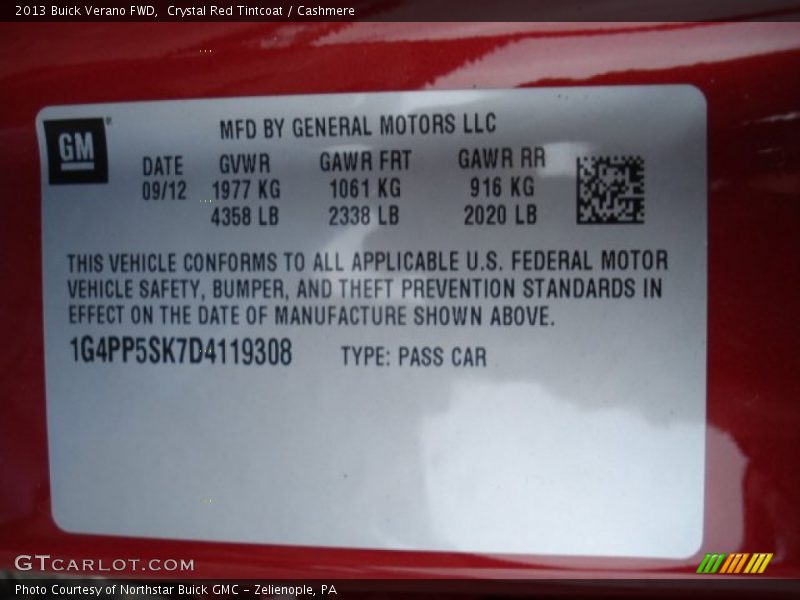 2013 Buick Verano FWD,  Crystal Red Tintcoat / Cashmere
GM
MFD BY GENERAL MOTORS LLC
DATE GVWR GAWR FRT GAWR RR
09/12 1977 KG 1061 KG 916 KG
4358 LB 2338 LB 2020 LB
THIS VEHICLE CONFORMS TO ALL APPLICABLE U.S. FEDERAL MOTOR
VEHICLE SAFETY, BUMPER, AND THEFT PREVENTION STANDARDS IN
EFFECT ON THE DATE OF MANUFACTURE SHOWN ABOVE.
1G4PP5SK7D4119308 TYPE: PASS CAR
GTCARLOT.COM
Photo Courtesy of Northstar Buick GMC - Zelienople, PA